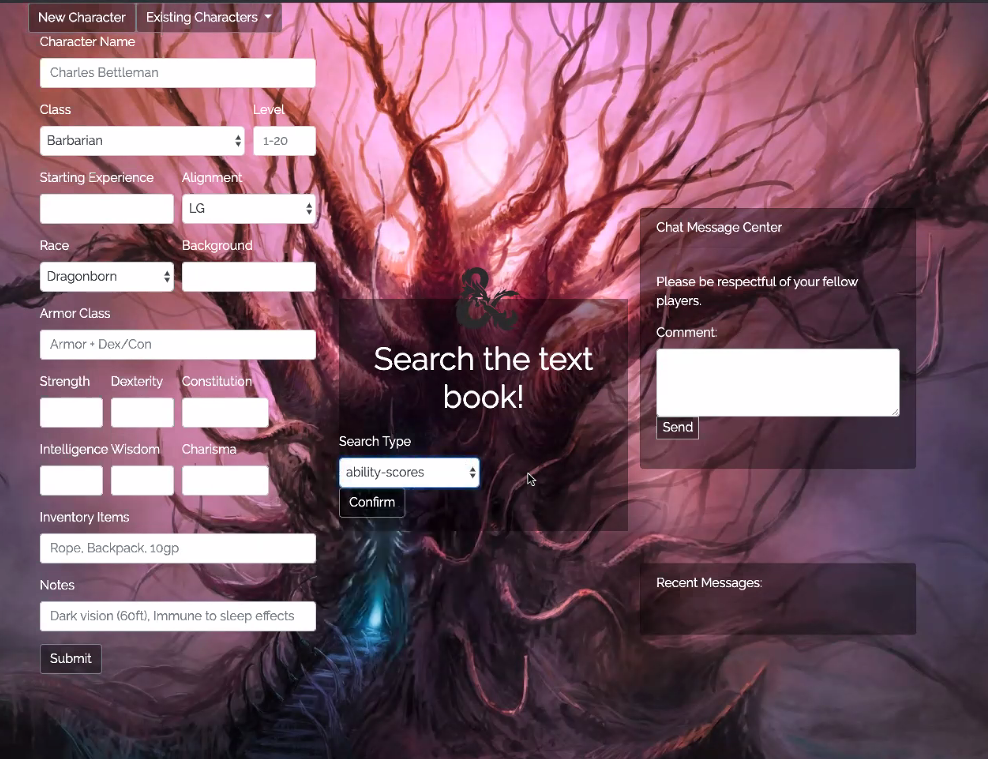 New Character Existing Characters
Character Name
Charles Bettleman
Class Level
Barbarian 1-20
Starting Experience Alignment
LG
Race Background
Dragonborn
Armor Class
Armor + Dex/Con
Strength Dexterity Constitution
Intelligence Wisdom Charisma
Inventory Items
Rope, Backpack, 10gp
Notes
Dark vision (60ft), Immune to sleep effects
Submit
&
Search the text
book!
Search Type
ability-scores
Confirm
Chat Message Center
Please be respectful of your fellow
players.
Comment:
Send
Recent Messages: